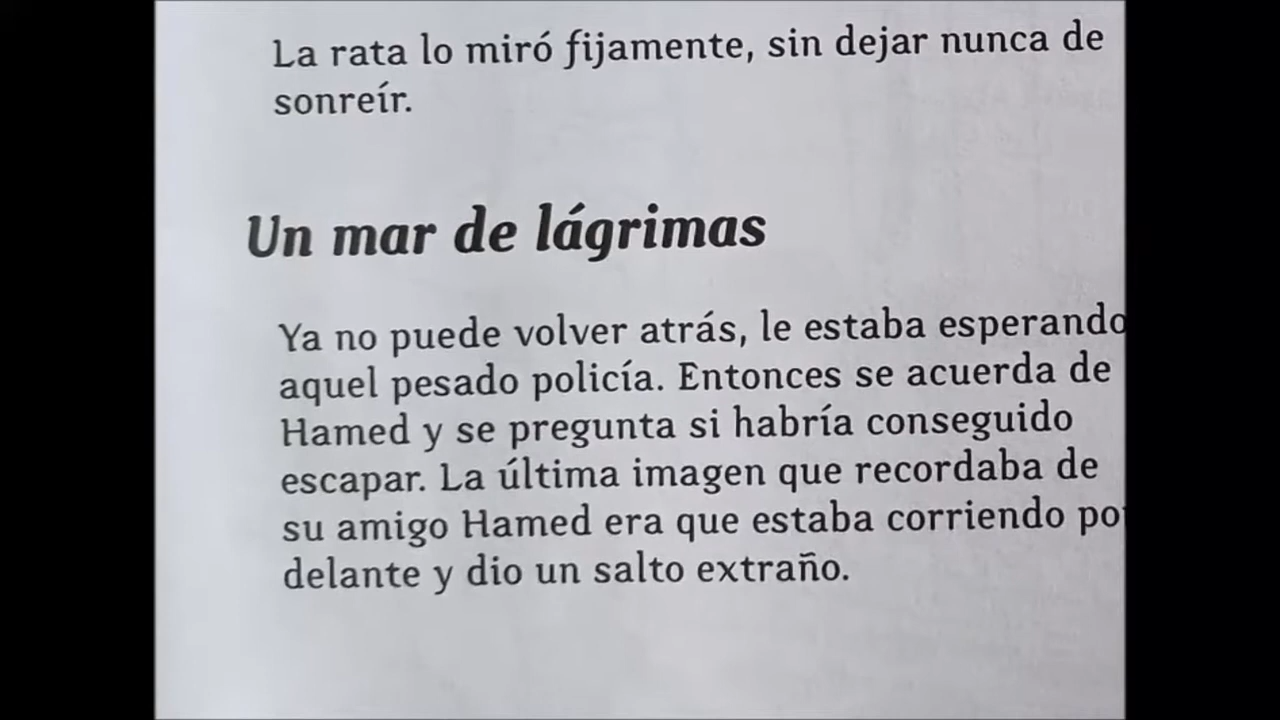 La rata lo miró fijamente, sin dejar nunca de
sonreír.
Un mar de lágrimas
Ya no puede volver atrás, le estaba esperando
aquel pesado policía. Entonces se acuerda de
Hamed y se pregunta si habría conseguido
escapar. La última imagen que recordaba de
su amigo Hamed era que estaba corriendo por
delante y dio un salto extraño.